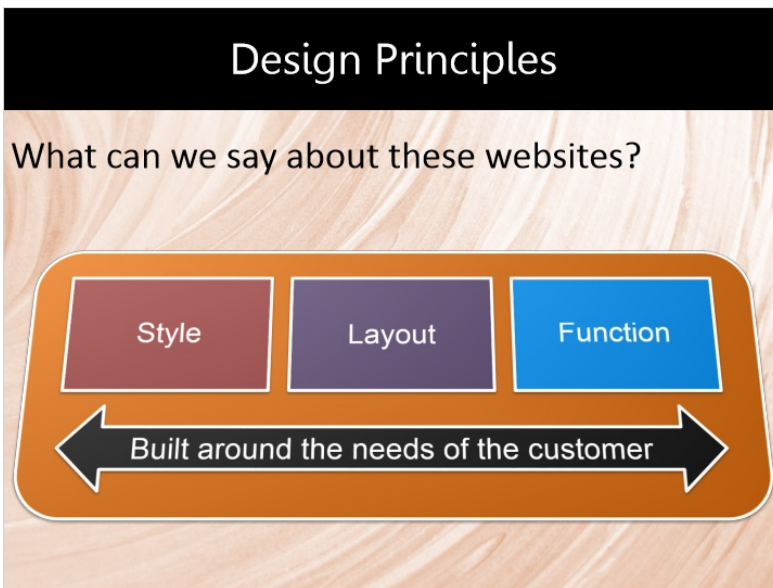 Design Principles
What can we say about these websites?
Style
Layout
Function
Built around the needs of the customer